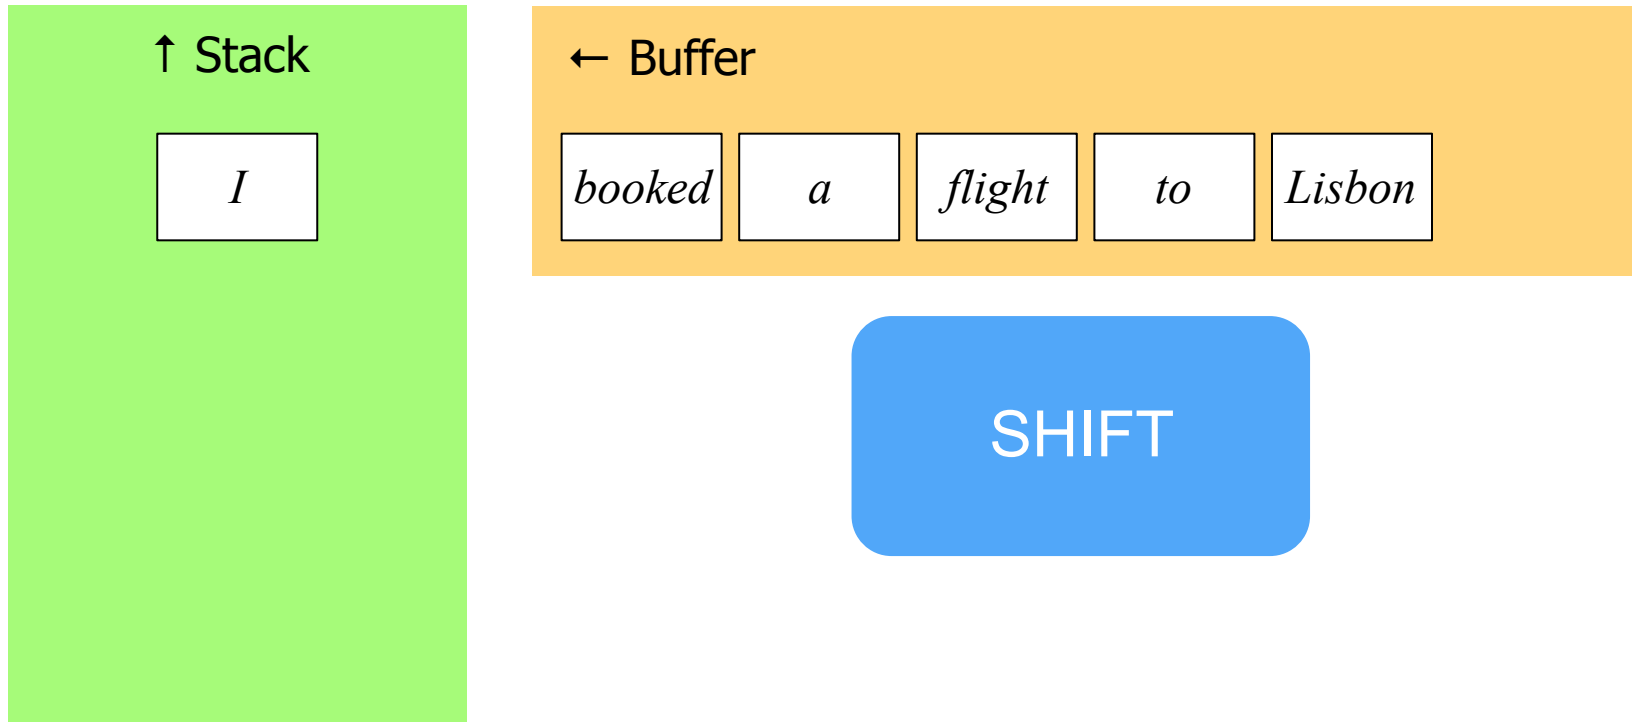 ↑ Stack
← Buffer
I
booked a flight to Lisbon
SHIFT